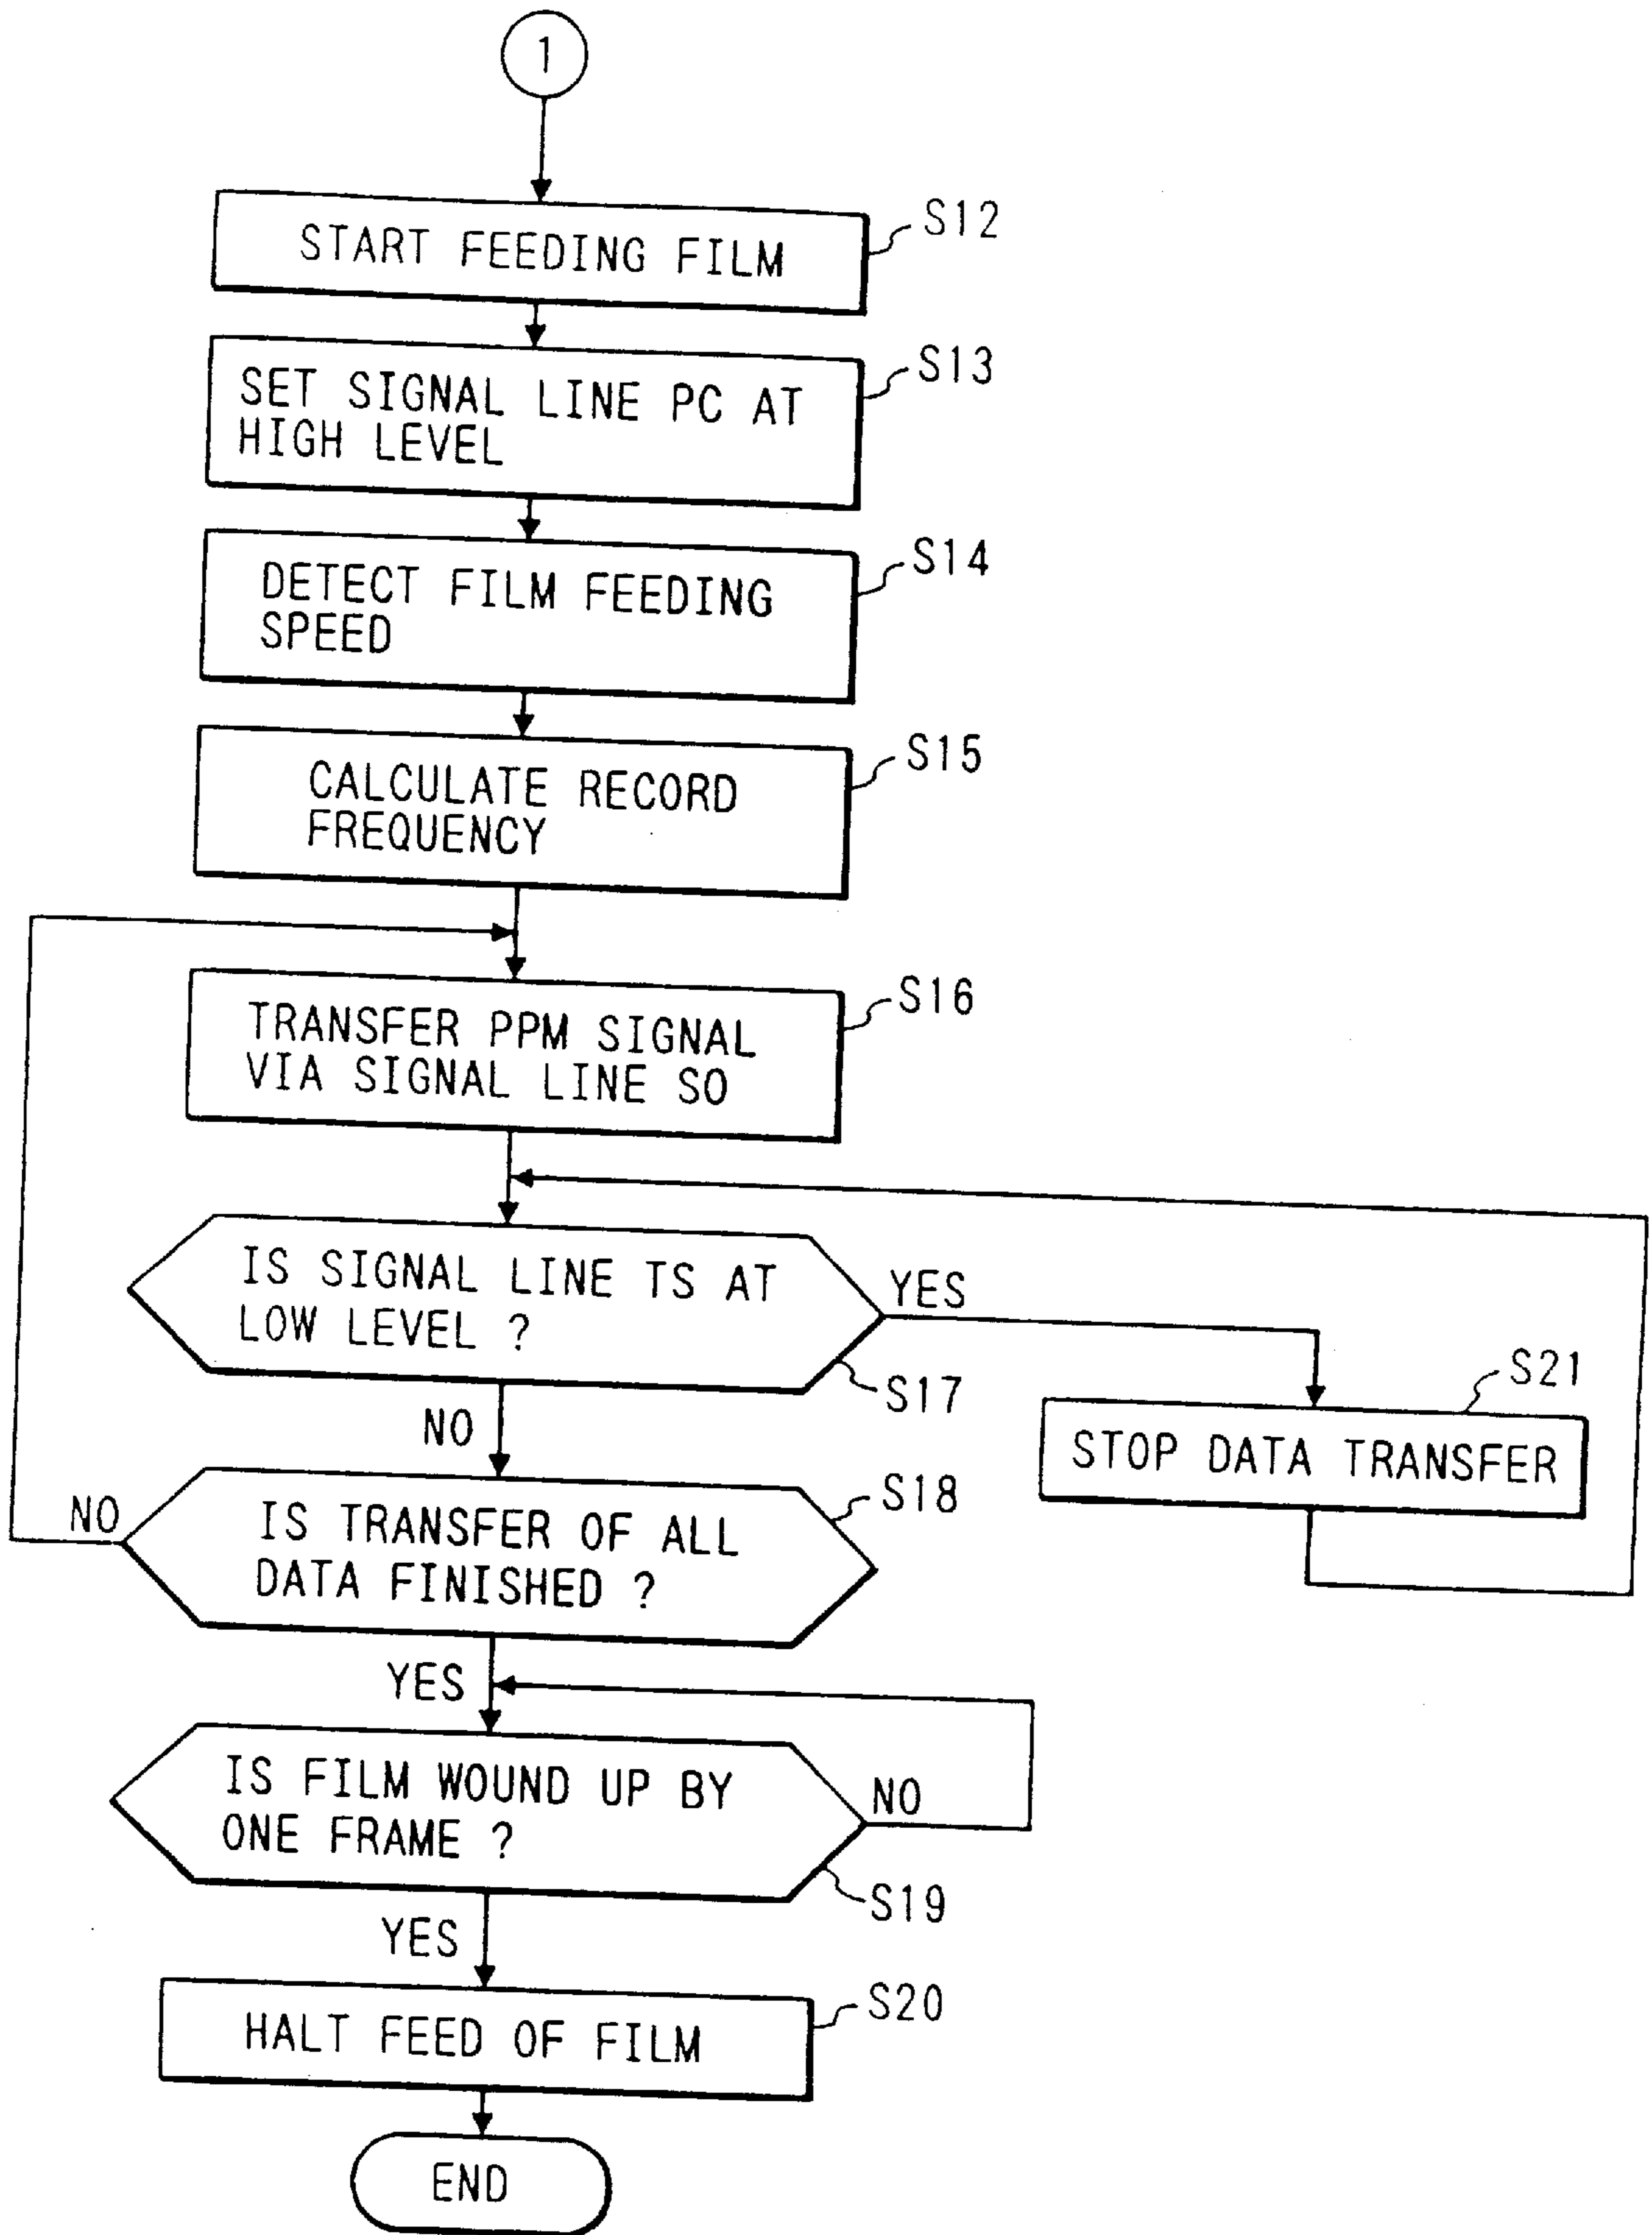 1
START FEEDING FILM
S12
SET SIGNAL LINE PC AT
HIGH LEVEL
S13
DETECT FILM FEEDING
SPEED
S14
CALCULATE RECORD
FREQUENCY
S15
TRANSFER PPM SIGNAL
VIA SIGNAL LINE SO
S16
IS SIGNAL LINE TS AT
LOW LEVEL ?
YES
S17
NO
S21
STOP DATA TRANSFER
IS TRANSFER OF ALL
DATA FINISHED ?
S18
NO
YES
IS FILM WOUND UP BY
ONE FRAME ?
NO
S19
YES
HALT FEED OF FILM
S20
END